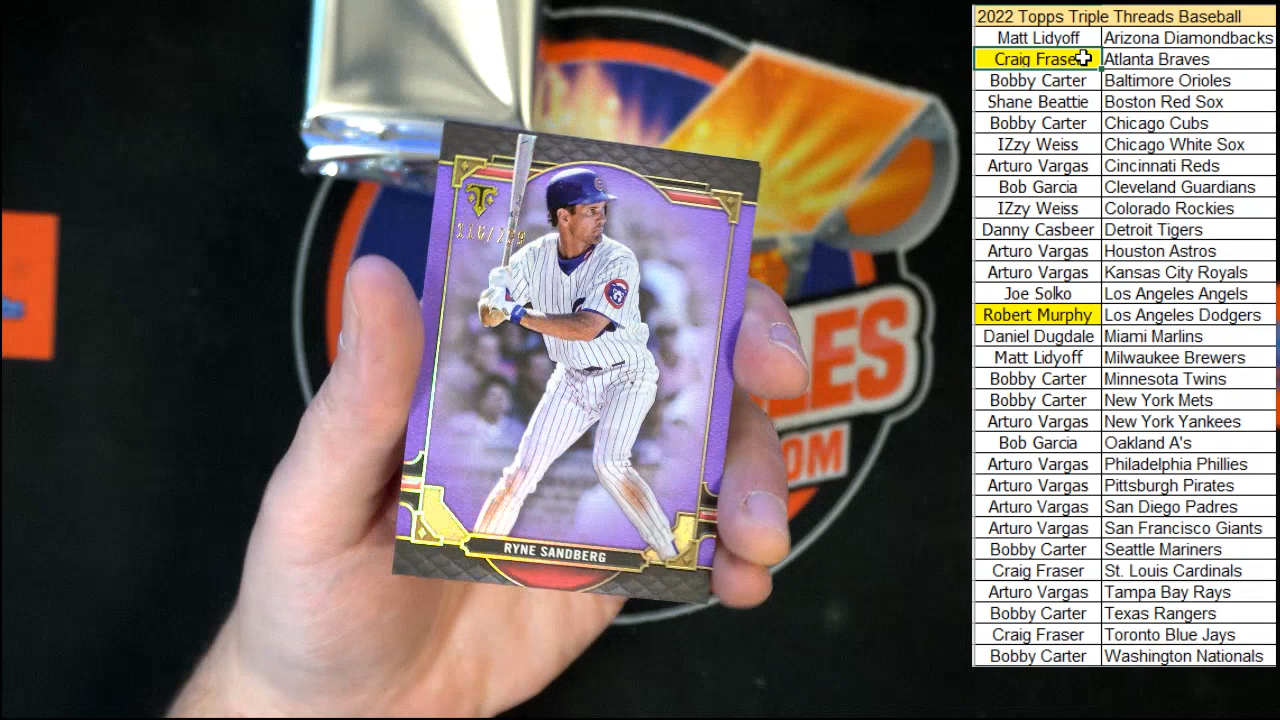 2022 Topps Triple Threads Baseball
Matt Lidyoff Arizona Diamondbacks
Craig Fraser Atlanta Braves
Bobby Carter Baltimore Orioles
Shane Beattie Boston Red Sox
Bobby Carter Chicago Cubs
IZzy Weiss Chicago White Sox
Arturo Vargas Cincinnati Reds
Bob Garcia Cleveland Guardians
IZzy Weiss Colorado Rockies
Danny Casbeer Detroit Tigers
Arturo Vargas Houston Astros
Arturo Vargas Kansas City Royals
Joe Solko Los Angeles Angels
Robert Murphy Los Angeles Dodgers
Daniel Dugdale Miami Marlins
Matt Lidyoff Milwaukee Brewers
Bobby Carter Minnesota Twins
Bobby Carter New York Mets
Arturo Vargas New York Yankees
Bob Garcia Oakland A's
Arturo Vargas Philadelphia Phillies
Arturo Vargas Pittsburgh Pirates
Arturo Vargas San Diego Padres
Arturo Vargas San Francisco Giants
Bobby Carter Seattle Mariners
Craig Fraser St. Louis Cardinals
Arturo Vargas Tampa Bay Rays
Bobby Carter Texas Rangers
Craig Fraser Toronto Blue Jays
Bobby Carter Washington Nationals
RYNE SANDBERG